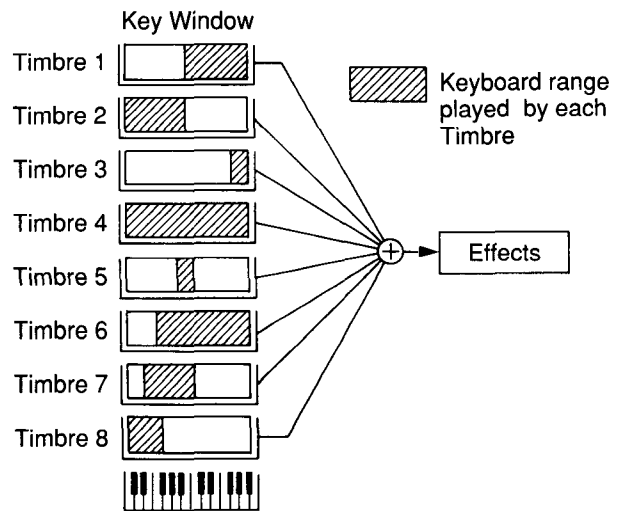 Key Window
Timbre 1
Timbre 2
Timbre 3
Timbre 4
Timbre 5
Timbre 6
Timbre 7
Timbre 8
Keyboard range
played by each
Timbre
+
Effects